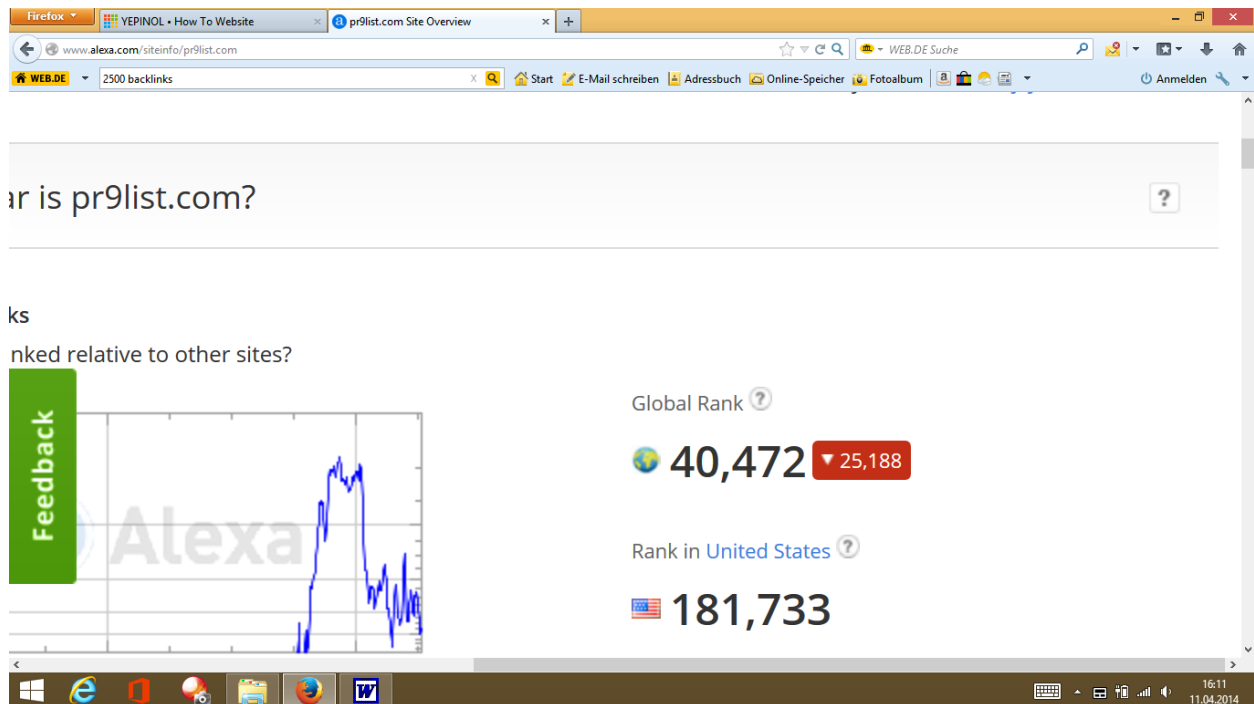 Firefox
YEPINOL • How To Website
pr9list.com Site Overview
www.alexa.com/siteinfo/pr9list.com
WEB.DE Suche
WEB.DE
2500 backlinks
Start
E-Mail schreiben
Adressbuch
Online-Speicher
Fotoalbum
Anmelden
ar is pr9list.com?
?
ks
nked relative to other sites?
Feedback
Alexa
Global Rank ?
40,472 25,188
Rank in United States ?
181,733
16:11
11.04.2014